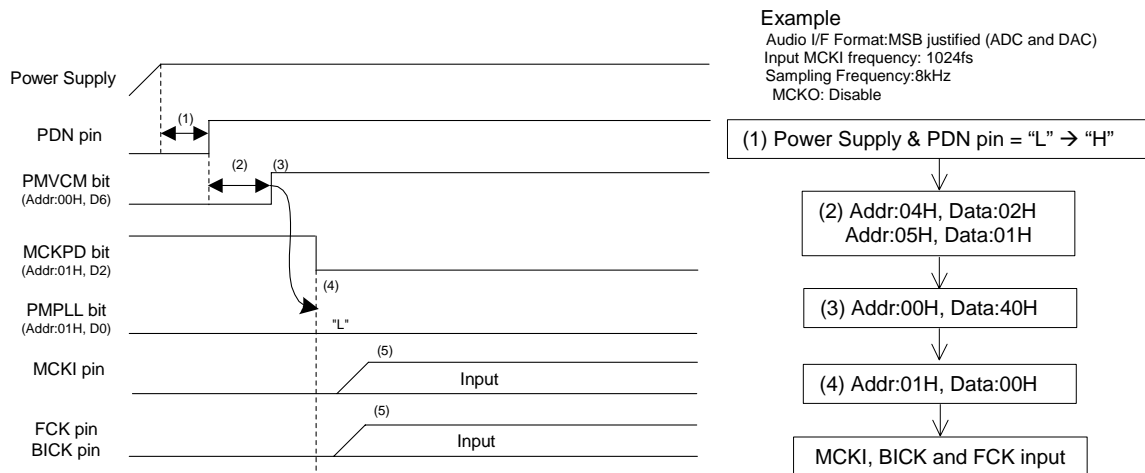 Power Supply
(1)
PDN pin
(2)
(3)
PMVCM bit
(Addr:00H, D6)
MCKPD bit
(Addr:01H, D2)
(4)
PMPLL bit
(Addr:01H, D0)
"L"
(5)
MCKI pin
Input
(5)
FCK pin
BICK pin
Input
Example
Audio I/F Format:MSB justified (ADC and DAC)
Input MCKI frequency: 1024fs
Sampling Frequency:8kHz
MCKO: Disable
(1) Power Supply & PDN pin = “L” → “H”
(2) Addr:04H, Data:02H
Addr:05H, Data:01H
(3) Addr:00H, Data:40H
(4) Addr:01H, Data:00H
MCKI, BICK and FCK input